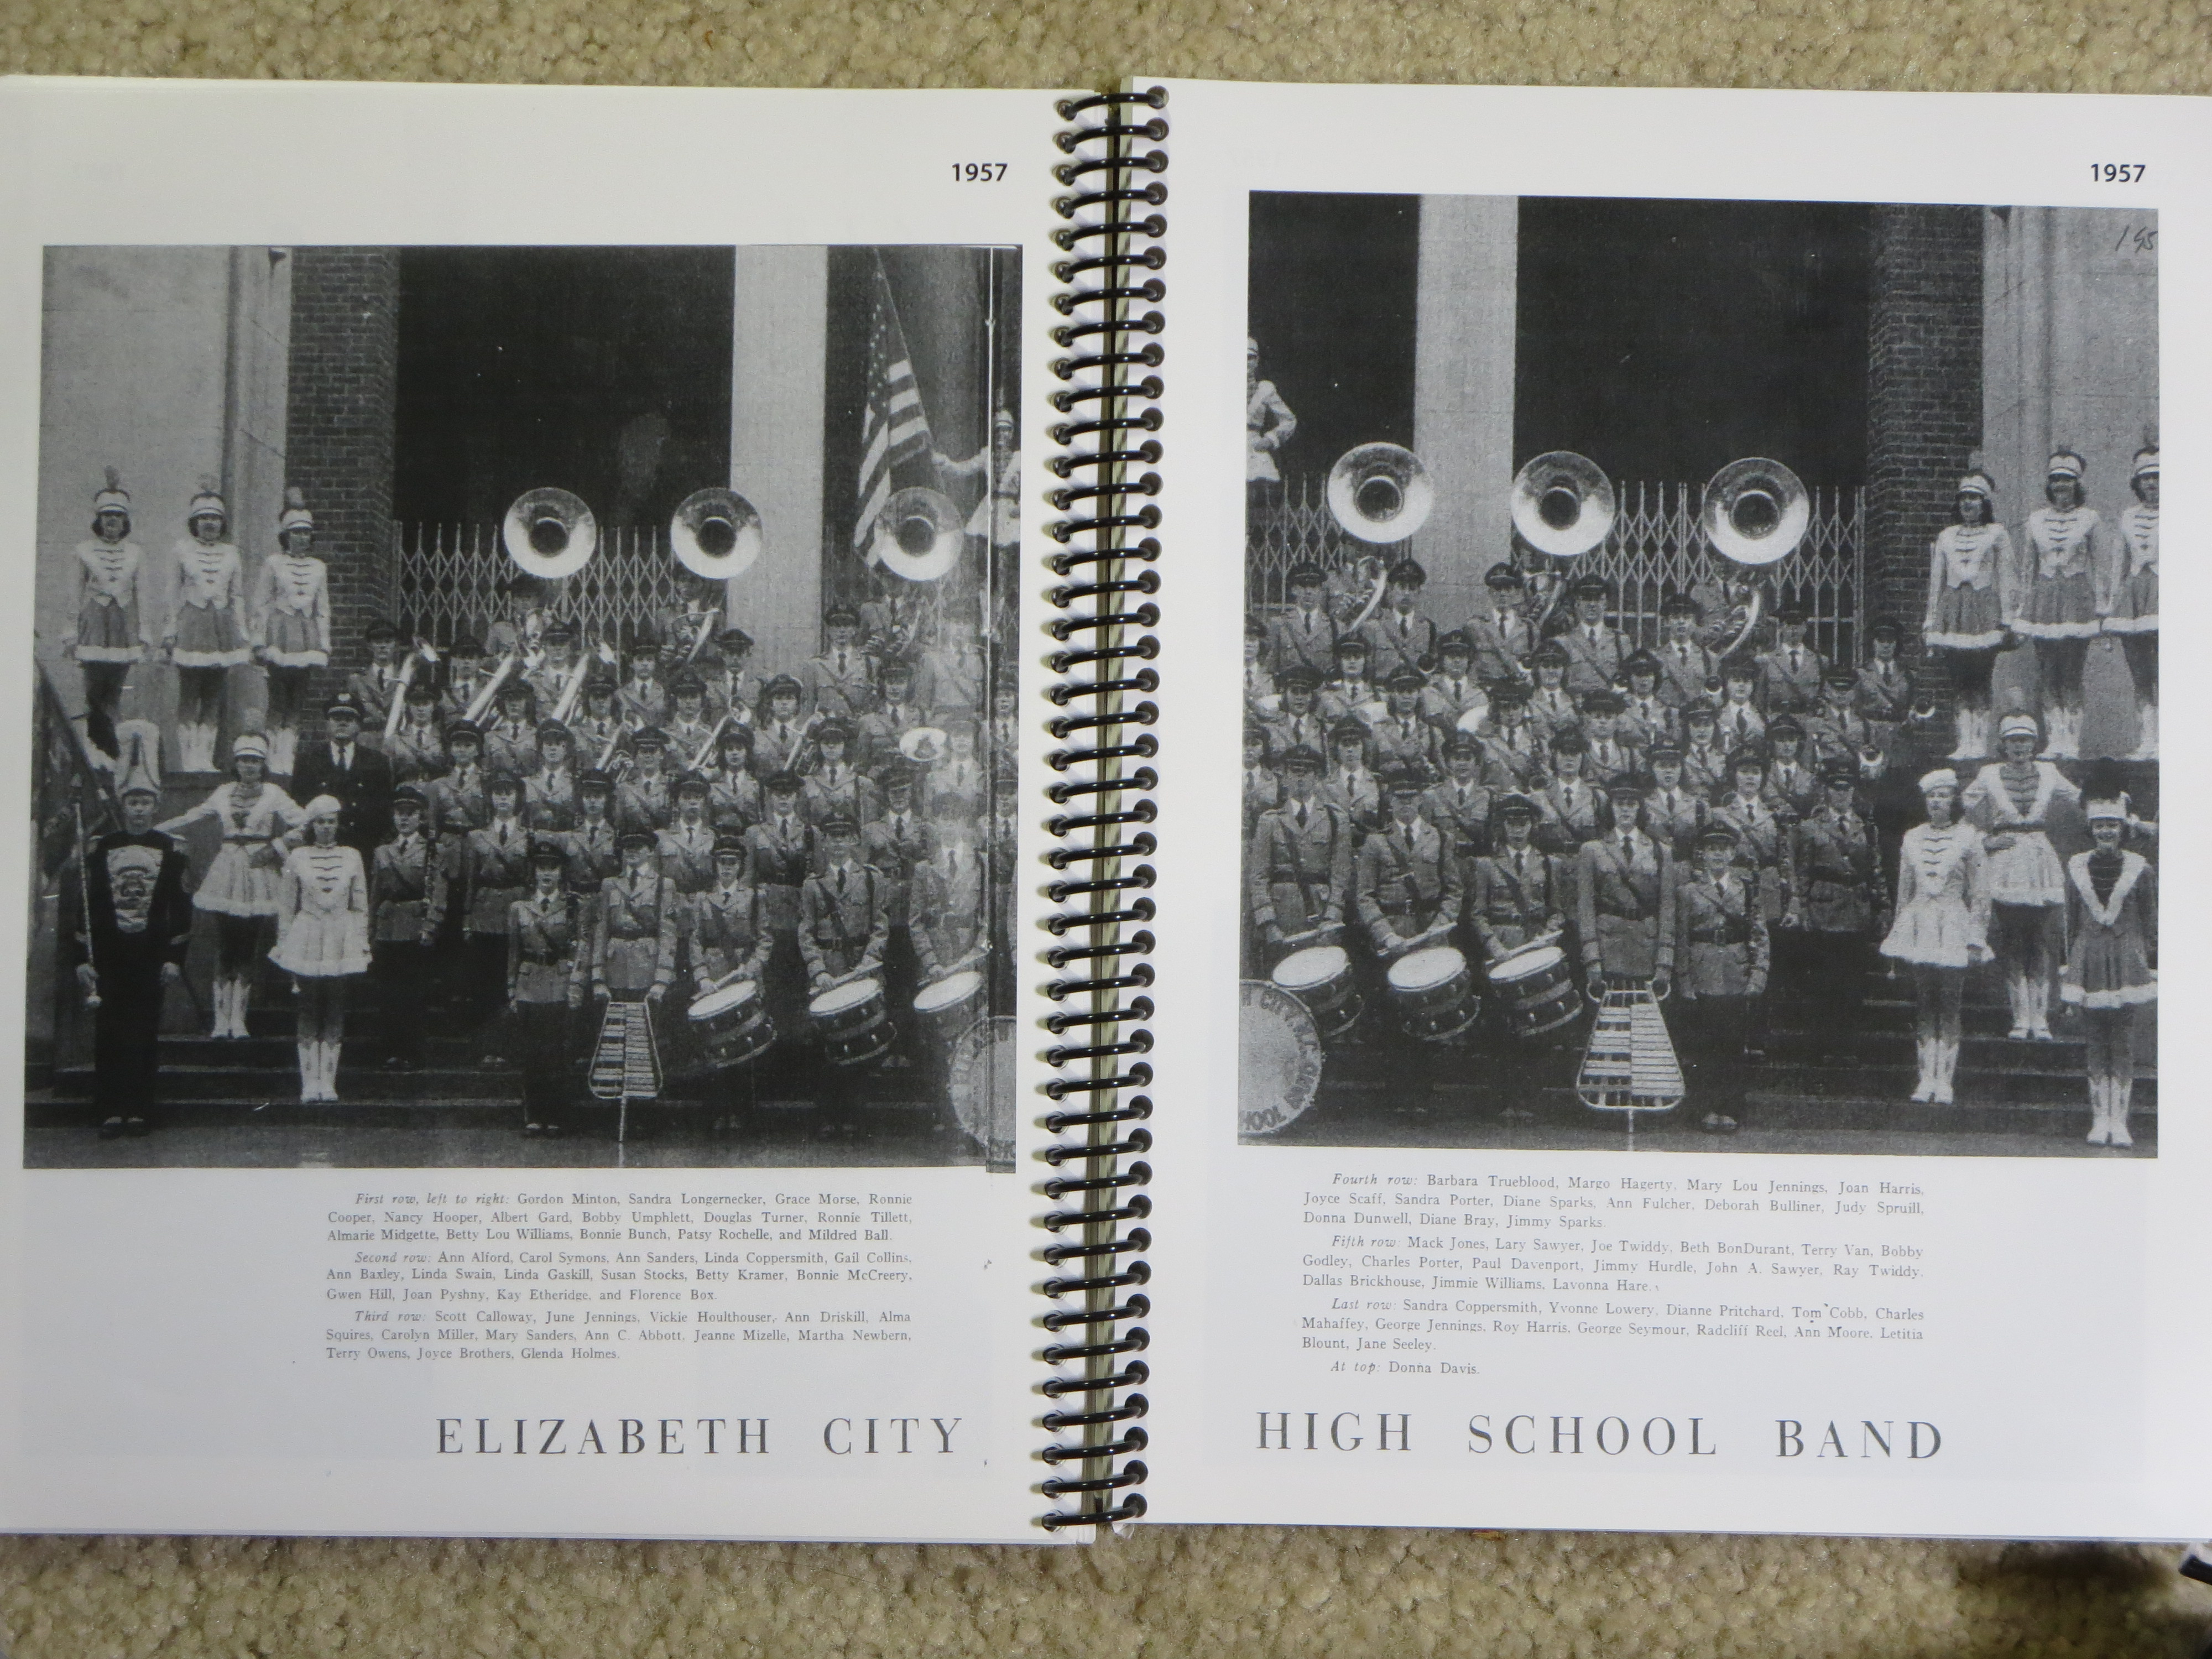 1957
First row, left to right: Gordon Minton, Sandra Longernecker, Grace Morse, Ronnie
Cooper, Nancy Hooper, Albert Gard, Bobby Umphlett, Douglas Turner, Ronnie Tillett,
Almarie Midgette, Betty Lou Williams, Bonnie Bunch, Patsy Rochelle, and Mildred Ball.
Second row: Ann Alford, Carol Symons, Ann Sanders, Linda Coppersmith, Gail Collins,
Ann Baxley, Linda Swain, Linda Gaskill, Susan Stocks, Betty Kramer, Bonnie McCreery,
Gwen Hill, Joan Pyshny, Kay Etheridge, and Florence Box.
Third row: Scott Calloway, June Jennings, Vickie Houlthouser, Ann Driskill, Alma
Squires, Carolyn Miller, Mary Sanders, Ann C. Abbott, Jeanne Mizelle, Martha Newbern,
Terry Owens, Joyce Brothers, Glenda Holmes.
ELIZABETH CITY
1957
195
HOOL BAND
Fourth row: Barbara Trueblood, Margo Hagerty, Mary Lou Jennings, Joan Harris,
Joyce Scaff, Sandra Porter, Diane Sparks, Ann Fulcher, Deborah Bulliner, Judy Spruill,
Donna Dunwell, Diane Bray, Jimmy Sparks.
Fifth row: Mack Jones, Lary Sawyer, Joe Twiddy, Beth BonDurant, Terry Van, Bobby
Godley, Charles Porter, Paul Davenport, Jimmy Hurdle, John A. Sawyer, Ray Twiddy.
Dallas Brickhouse, Jimmie Williams, Lavonna Hare.
Last row: Sandra Coppersmith, Yvonne Lowery, Dianne Pritchard, Tom Cobb, Charles
Mahaffey, George Jennings, Roy Harris, George Seymour, Radcliff Reel, Ann Moore, Letitia
Blount, Jane Seeley.
At top: Donna Davis.
HIGH SCHOOL BAND